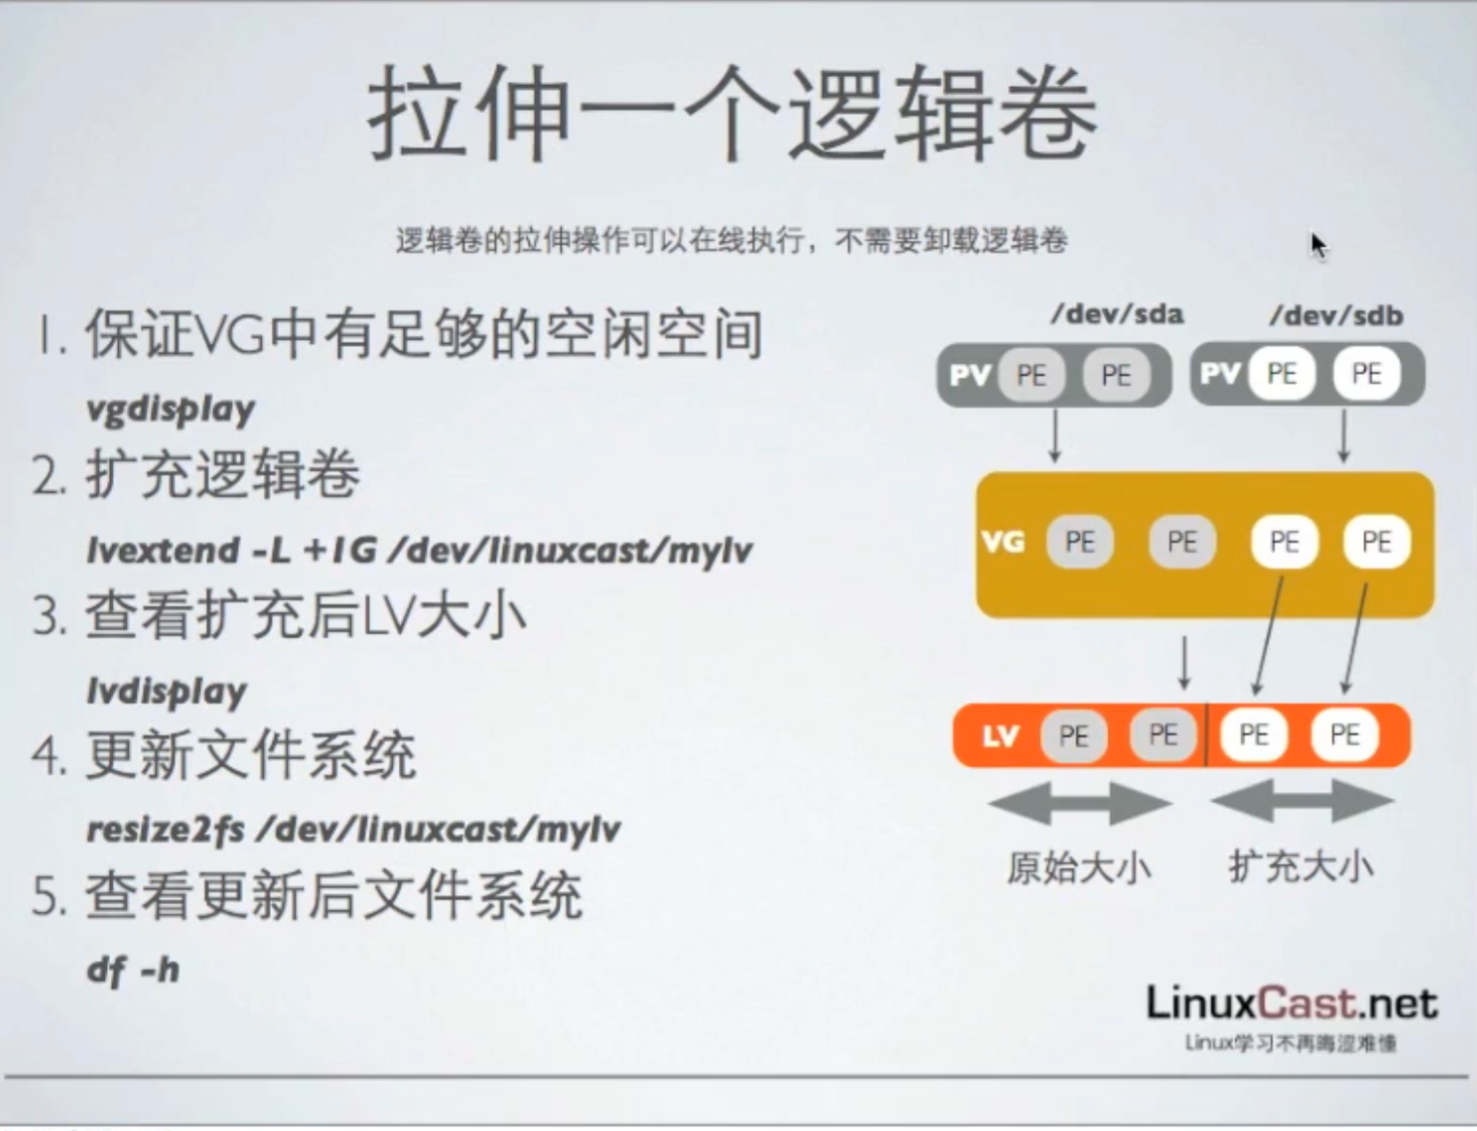 拉伸一个逻辑卷
逻辑卷的拉伸操作可以在线执行，不需要卸载逻辑卷
1. 保证VG中有足够的空闲空间
vgdisplay
2. 扩充逻辑卷
lvextend -L +1G /dev/linuxcast/mylv
3. 查看扩充后LV大小
lvdisplay
4. 更新文件系统
resize2fs /dev/linuxcast/mylv
5. 查看更新后文件系统
df -h
/dev/sda /dev/sdb
PV PE PE PV PE PE
VG PE PE PE PE
LV PE PE PE PE
原始大小 扩充大小
LinuxCast.net
Linux学习不再晦涩难懂